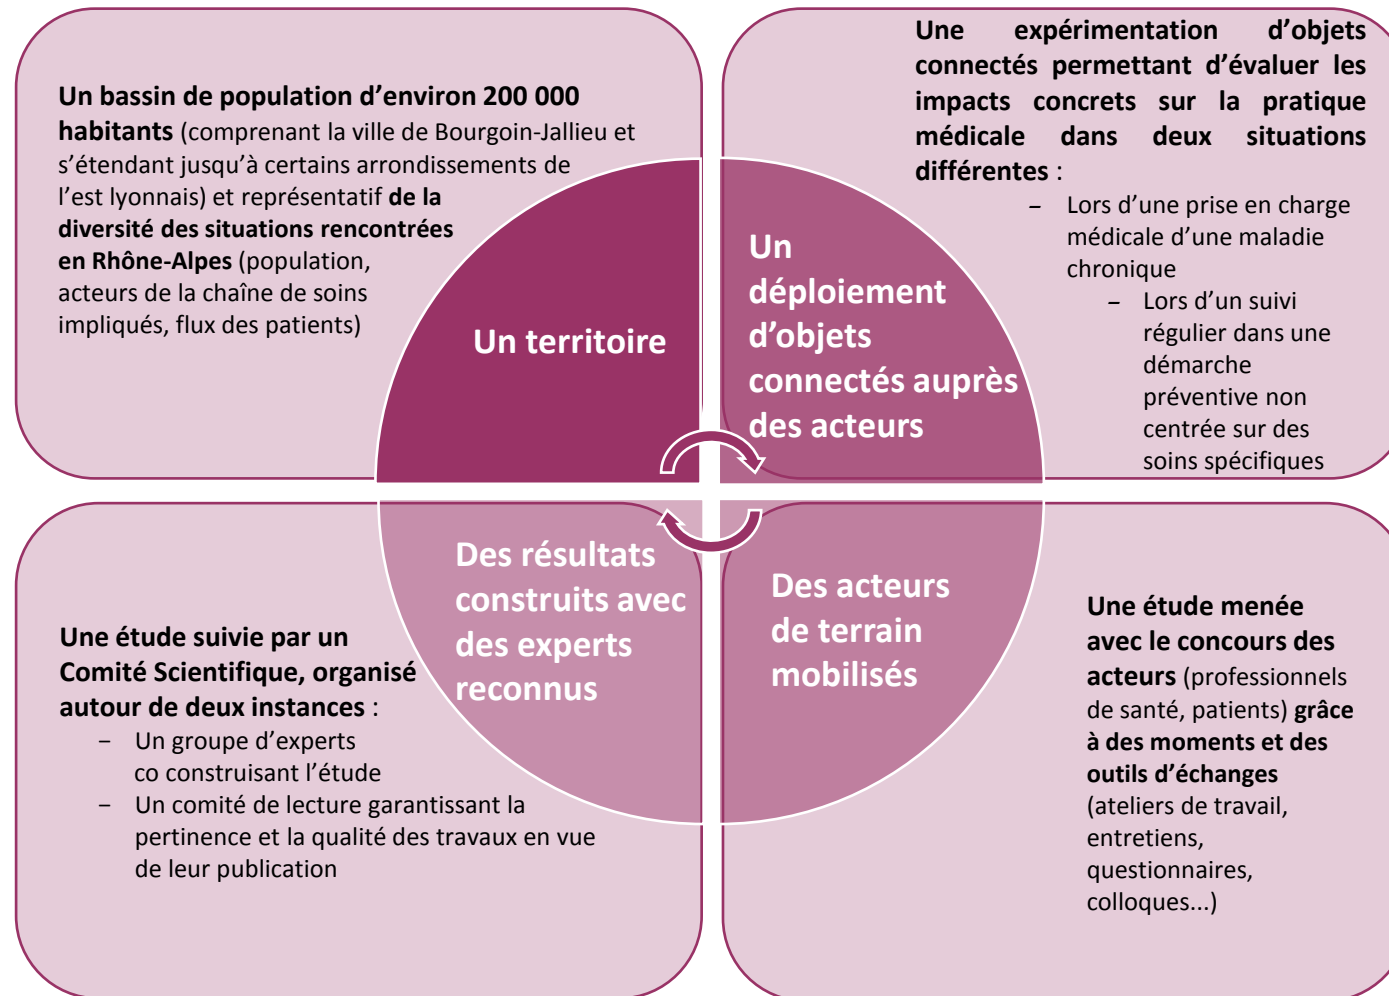 Un bassin de population d’environ 200 000
habitants (comprenant la ville de Bourgoin-Jallieu et
s’étendant jusqu’à certains arrondissements de
l’est lyonnais) et représentatif de la
diversité des situations rencontrées
en Rhône-Alpes (population,
acteurs de la chaîne de soins
impliqués, flux des patients)
Un territoire
Une expérimentation d’objets
connectés permettant d’évaluer les
impacts concrets sur la pratique
médicale dans deux situations
différentes :
– Lors d’une prise en charge
médicale d’une maladie
chronique
– Lors d’un suivi
régulier dans une
démarche
préventive non
centrée sur des
soins spécifiques
Un
déploiement
d’objets
connectés auprès
des acteurs
Une étude suivie par un
Comité Scientifique, organisé
autour de deux instances :
– Un groupe d’experts
co construisant l’étude
– Un comité de lecture garantissant la
pertinence et la qualité des travaux en vue
de leur publication
Des résultats
construits avec
des experts
reconnus
Des acteurs
de terrain
mobilisés
Une étude menée
avec le concours des
acteurs (professionnels
de santé, patients) grâce
à des moments et des
outils d’échanges
(ateliers de travail,
entretiens,
questionnaires,
colloques...)